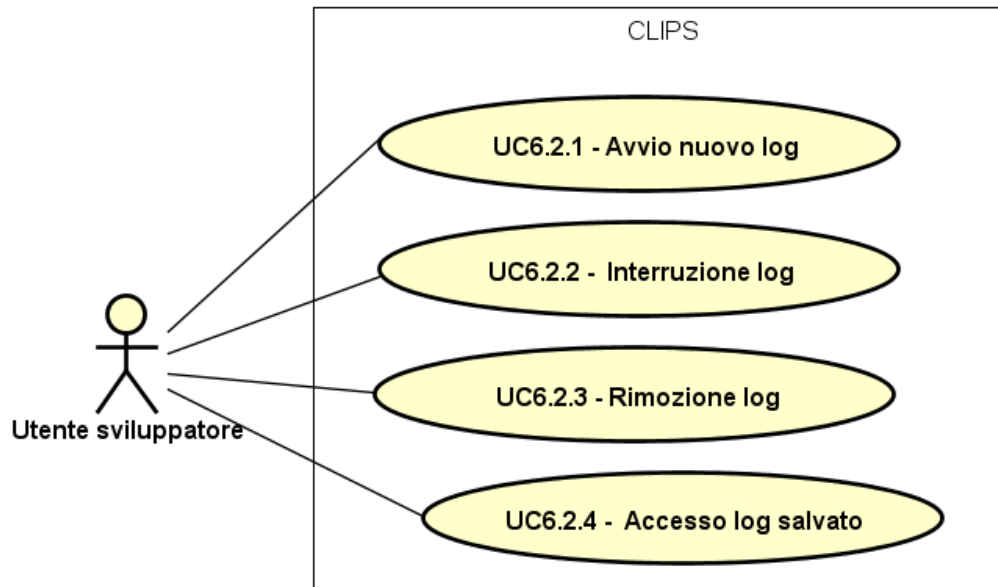 CLIPS
UC6.2.1 - Avvio nuovo log
UC6.2.2 - Interruzione log
UC6.2.3 - Rimozione log
Utente sviluppatore
UC6.2.4 - Accesso log salvato